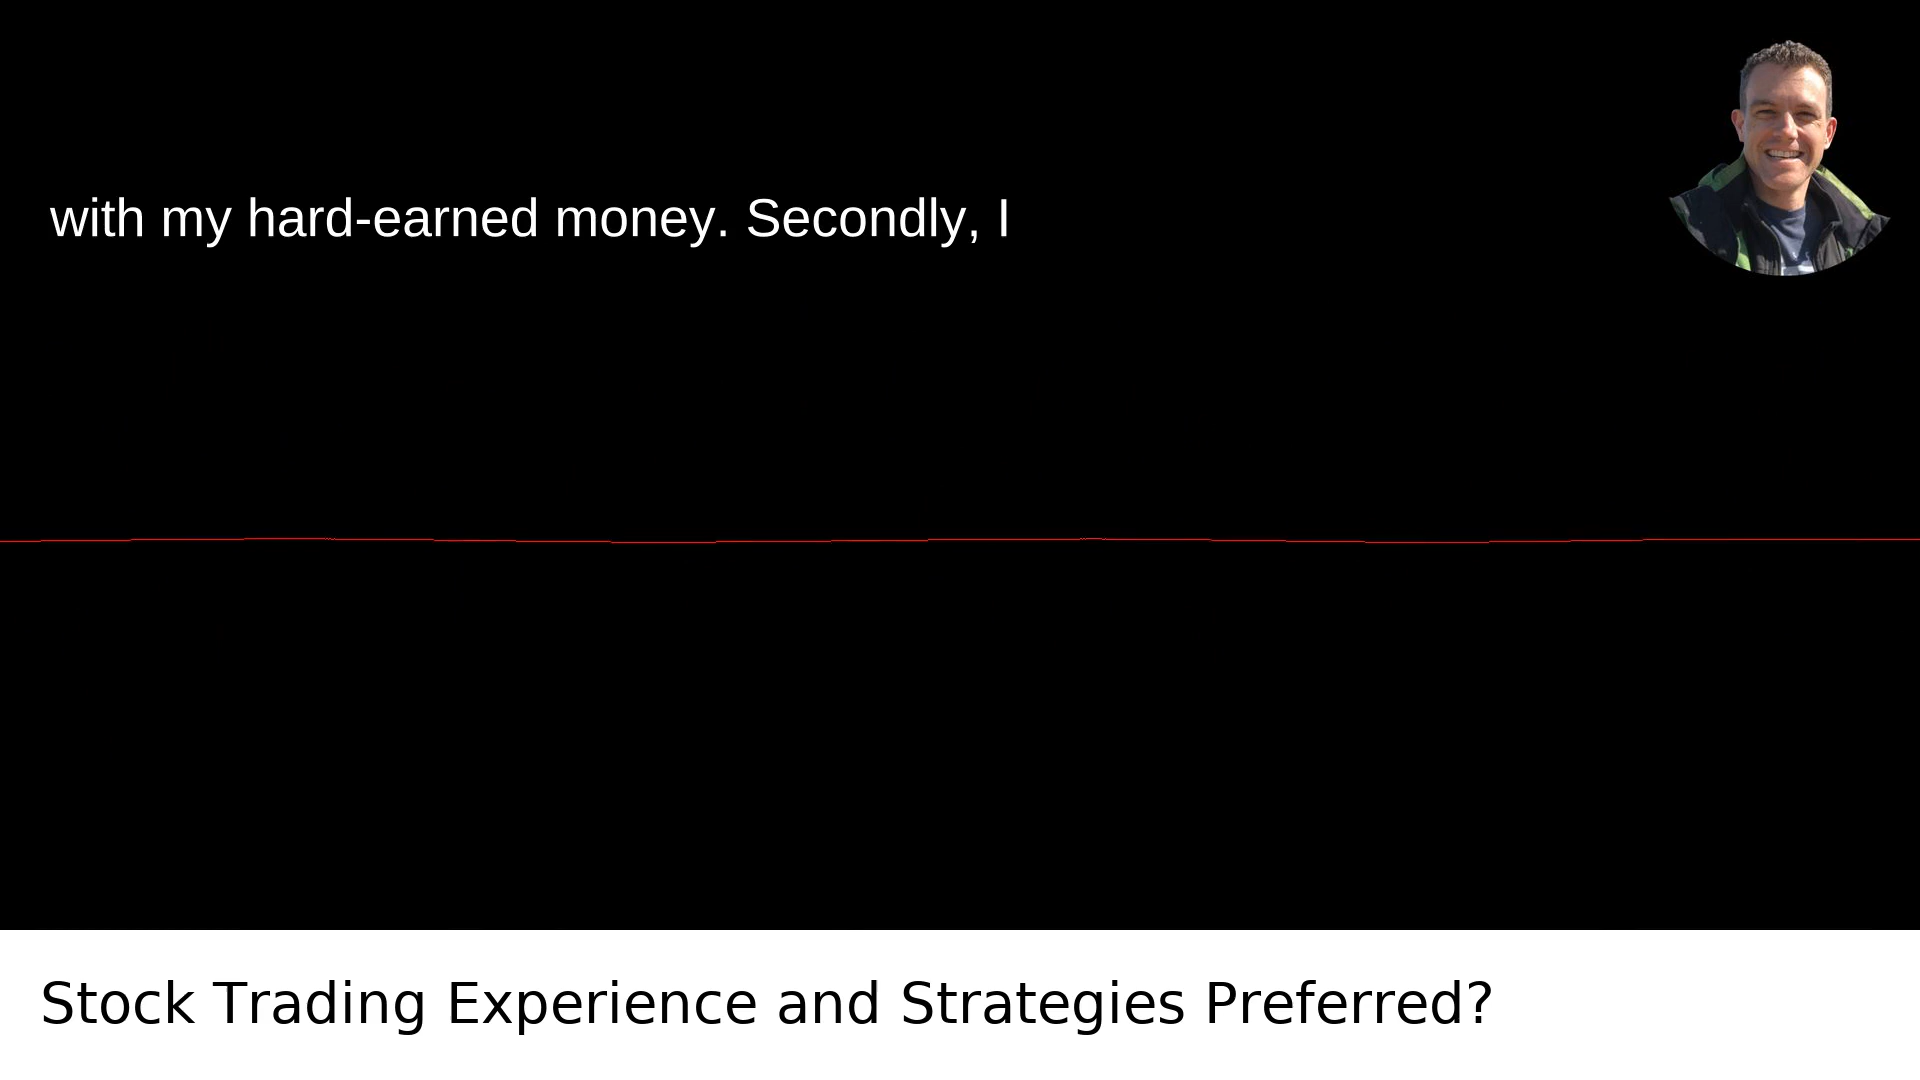 with my hard-earned money. Secondly, I
Stock Trading Experience and Strategies Preferred?